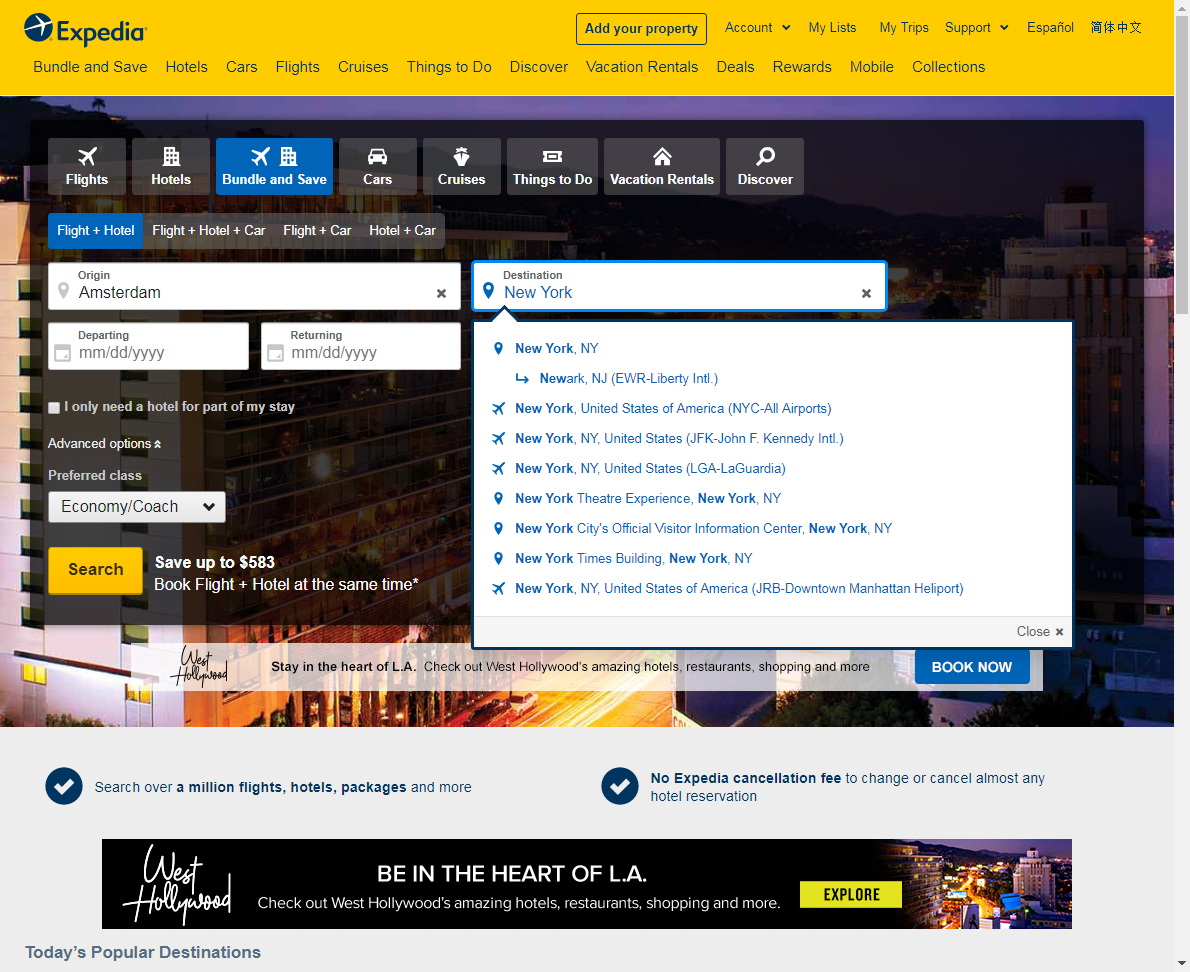 Expedia
Add your property
Account
My Lists
My Trips
Support
Español
简体中文
Bundle and Save
Hotels
Cars
Flights
Cruises
Things to Do
Discover
Vacation Rentals
Deals
Rewards
Mobile
Collections
Flights
Hotels
Bundle and Save
Cars
Cruises
Things to Do
Vacation Rentals
Discover
Flight + Hotel
Flight + Hotel + Car
Flight + Car
Hotel + Car
Origin
Amsterdam
Destination
New York
Departing
mm/dd/yyyy
Returning
mm/dd/yyyy
I only need a hotel for part of my stay
Advanced options
Preferred class
Economy/Coach
Search
Save up to $583
Book Flight + Hotel at the same time*
New York, NY
Newark, NJ (EWR-Liberty Intl.)
New York, United States of America (NYC-All Airports)
New York, NY, United States (JFK-John F. Kennedy Intl.)
New York, NY, United States (LGA-LaGuardia)
New York Theatre Experience, New York, NY
New York City's Official Visitor Information Center, New York, NY
New York Times Building, New York, NY
New York, NY, United States of America (JRB-Downtown Manhattan Heliport)
Close
West
Hollywood
Stay in the heart of L.A. Check out West Hollywood's amazing hotels, restaurants, shopping and more
BOOK NOW
Search over a million flights, hotels, packages and more
No Expedia cancellation fee to change or cancel almost any
hotel reservation
West
Hollywood
BE IN THE HEART OF L.A.
Check out West Hollywood's amazing hotels, restaurants, shopping and more.
EXPLORE
Today's Popular Destinations